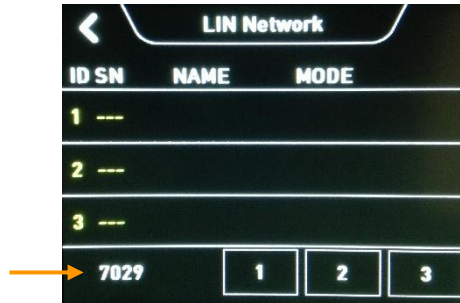 LIN Network
ID SN NAME MODE
1 ---
2 ---
3 ---
7029 1 2 3